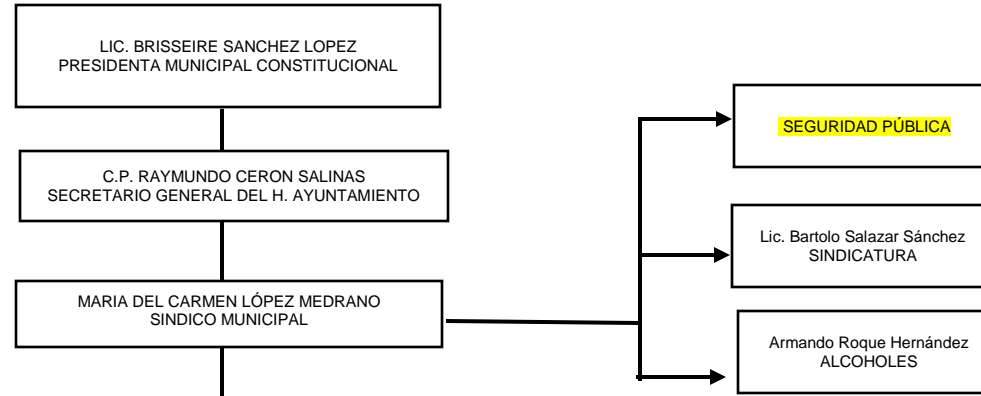 LIC. BRISSEIRE SANCHEZ LOPEZ
PRESIDENTA MUNICIPAL CONSTITUCIONAL
C.P. RAYMUNDO CERON SALINAS
SECRETARIO GENERAL DEL H. AYUNTAMIENTO
MARIA DEL CARMEN LÓPEZ MEDRANO
SINDICO MUNICIPAL
SEGURIDAD PÚBLICA
Lic. Bartolo Salazar Sánchez
SINDICATURA
Armando Roque Hernández
ALCOHOLES